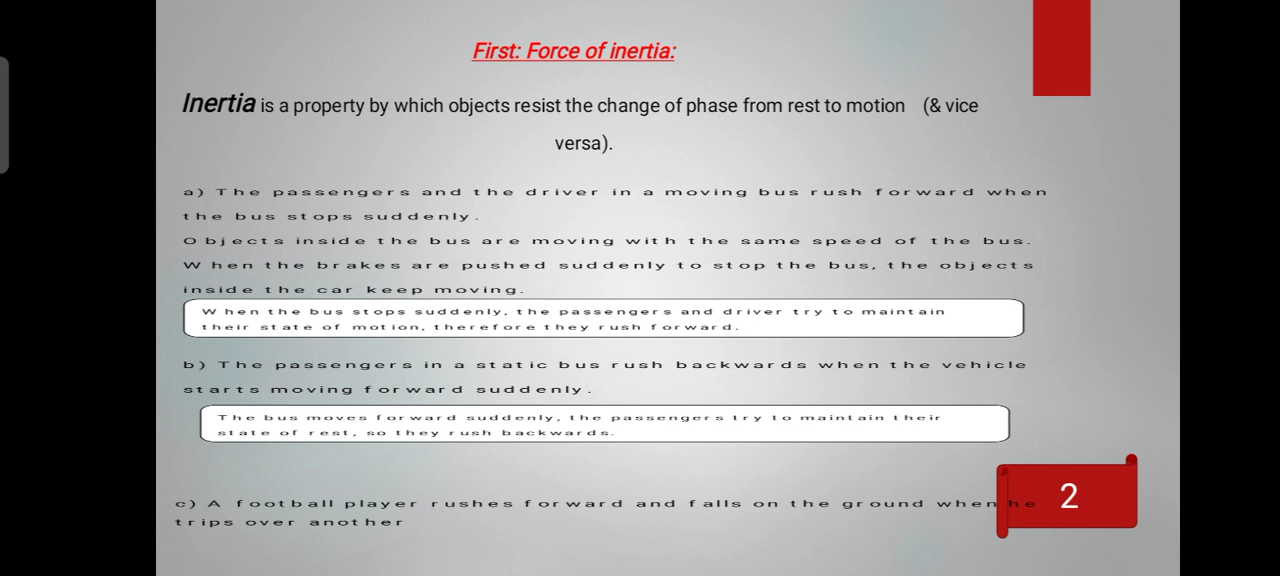 First: Force of inertia:
Inertia is a property by which objects resist the change of phase from rest to motion (& vice
versa).
a) The passengers and the driver in a moving bus rush forward when
the bus stops suddenly.
Objects inside the bus are moving with the same speed of the bus.
When the brakes are pushed suddenly to stop the bus, the objects
inside the car keep moving.
When the bus stops suddenly, the passengers and driver try to maintain
their state of motion, therefore they rush forward.
b) The passengers in a static bus rush backwards when the vehicle
starts moving forward suddenly.
The bus moves forward suddenly, the passengers try to maintain their
state of rest, so they rush backwards.
c) A football player rushes forward and falls on the ground when he
trips over another
2